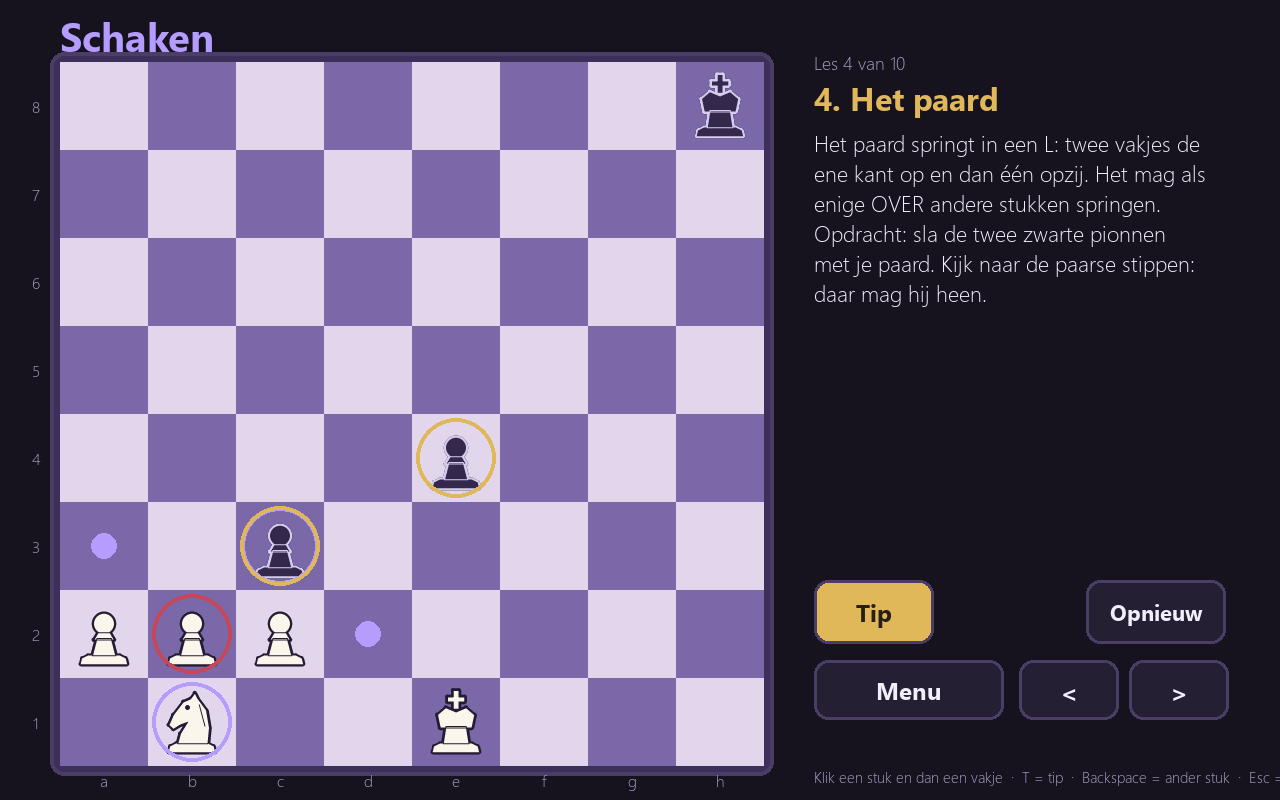 Schaken
Les 4 van 10
4. Het paard
Het paard springt in een L: twee vakjes de
ene kant op en dan één opzij. Het mag als
enige OVER andere stukken springen.
Opdracht: sla de twee zwarte pionnen
met je paard. Kijk naar de paarse stippen:
daar mag hij heen.
8
7
6
5
4
3
2
1
a b c d e f g h
Tip
Opnieuw
Menu
<
>
Klik een stuk en dan een vakje · T = tip · Backspace = ander stuk · Esc =